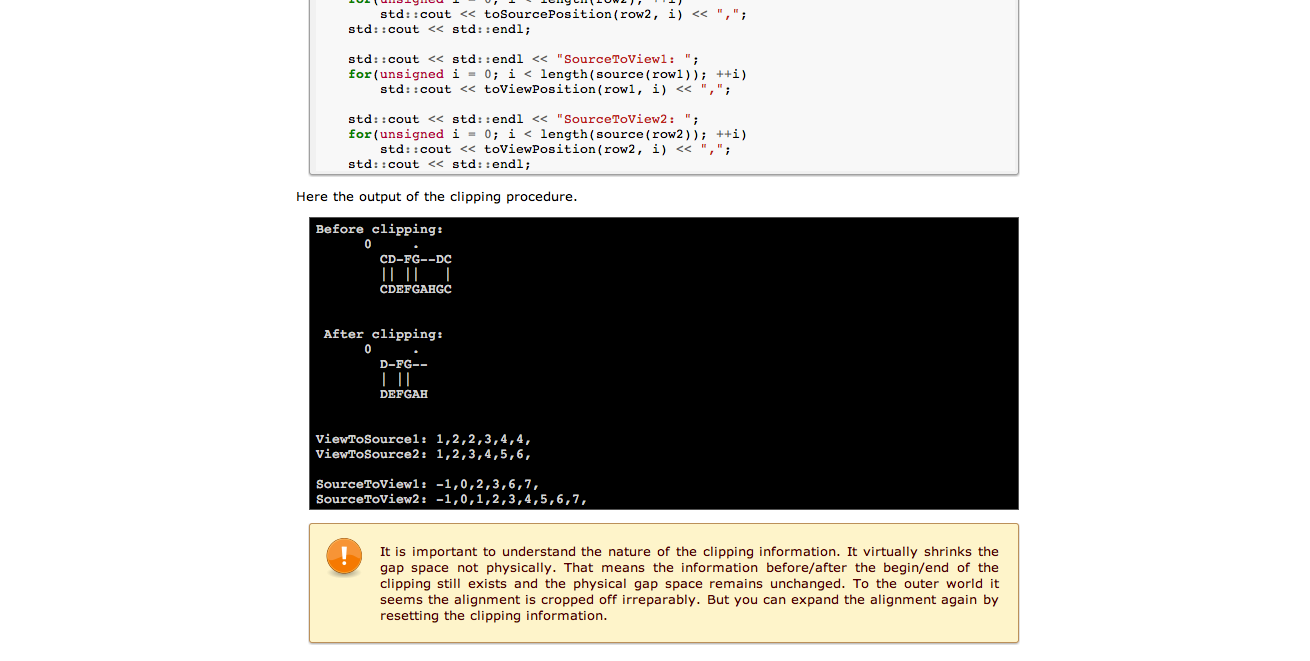 for(unsigned i = 0; i < length(row2); ++i)
std::cout << toSourcePosition(row2, i) << ",";
std::cout << std::endl;
std::cout << std::endl << "SourceToView1: ";
for(unsigned i = 0; i < length(source(row1)); ++i)
std::cout << toViewPosition(row1, i) << ",";
std::cout << std::endl << "SourceToView2: ";
for(unsigned i = 0; i < length(source(row2)); ++i)
std::cout << toViewPosition(row2, i) << ",";
std::cout << std::endl;
Here the output of the clipping procedure.
Before clipping:
0     .
CD-FG--DC
|| ||   |
CDEFGAHGC
After clipping:
0     .
D-FG--
| ||
DEFGAH
ViewToSource1: 1,2,2,3,4,4,
ViewToSource2: 1,2,3,4,5,6,
SourceToView1: -1,0,2,3,6,7,
SourceToView2: -1,0,1,2,3,4,5,6,7,
!
It is important to understand the nature of the clipping information. It virtually shrinks the
gap space not physically. That means the information before/after the begin/end of the
clipping still exists and the physical gap space remains unchanged. To the outer world it
seems the alignment is cropped off irreparably. But you can expand the alignment again by
resetting the clipping information.